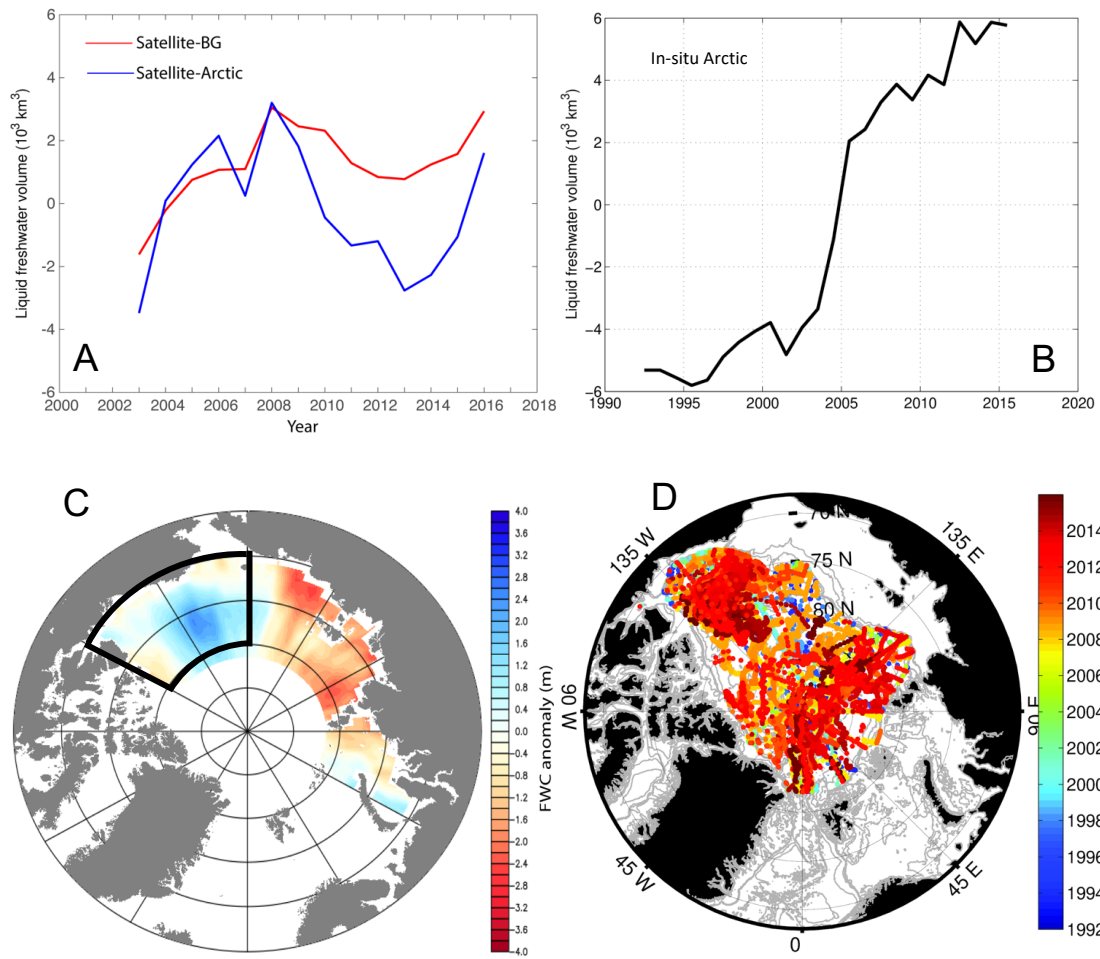 6
4
2
0
-2
-4
-6
Liquid freshwater volume (10³ km³)
Satellite-BG
Satellite-Arctic
A
2000 2002 2004 2006 2008 2010 2012 2014 2016 2018
Year
6
4
2
0
−2
−4
−6
Liquid freshwater volume (10³ km³)
In-situ Arctic
B
1990 1995 2000 2005 2010 2015 2020
C
4.0
3.6
3.2
2.8
2.4
2.0
1.6
1.2
0.8
0.4
0.0
-0.4
-0.8
-1.2
-1.6
-2.0
-2.4
-2.8
-3.2
-3.6
-4.0
FWC anomaly (m)
D
135 W
75 N
80 N
135 E
90 W
45 W
0
45 E
2014
2012
2010
2008
2006
2004
2002
2000
1998
1996
1994
1992